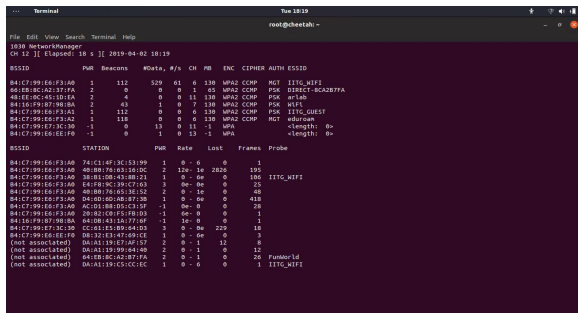 Terminal
Tue 18:19
root@cheetah: ~
File Edit View Search Terminal Help
1030 NetworkManager
CH 12 ][ Elapsed: 18 s ][ 2019-04-02 18:19
BSSID PWR Beacons #Data, #/s CH MB ENC CIPHER AUTH ESSID
B4:C7:99:E6:F3:A0 1 112 529 61 6 130 WPA2 CCMP MGT IITG_WIFI
66:EB:8C:A2:37:FA 2 0 0 0 1 65 WPA2 CCMP PSK DIRECT-8CA2B7FA
48:EE:0C:45:1D:EA 2 4 0 0 11 130 WPA2 CCMP PSK arlab
84:16:F9:87:98:BA 2 43 1 0 7 130 WPA2 CCMP PSK WiFi
B4:C7:99:E6:F3:A1 1 112 0 0 6 130 WPA2 CCMP PSK IITG_GUEST
B4:C7:99:E6:F3:A2 1 118 0 0 6 130 WPA2 CCMP MGT eduroam
B4:C7:99:E7:3C:30 -1 0 13 0 11 -1 WPA <length: 0>
B4:C7:99:E6:EE:F0 -1 0 1 0 13 -1 WPA <length: 0>
BSSID STATION PWR Rate Lost Frames Probe
B4:C7:99:E6:F3:A0 74:C1:4F:3C:53:99 1 0 - 6 0 1
B4:C7:99:E6:F3:A0 40:B0:76:63:16:DC 2 12e- 1e 2826 195
B4:C7:99:E6:F3:A0 38:B1:DB:43:8B:21 1 0 - 6e 0 106 IITG_WIFI
B4:C7:99:E6:F3:A0 E4:F8:9C:39:C7:63 3 0e- 0e 0 25
B4:C7:99:E6:F3:A0 40:B0:76:65:3E:52 2 0 - 1e 0 48
B4:C7:99:E6:F3:A0 D4:6D:6D:AB:87:3B 1 0 - 6e 0 418
B4:C7:99:E6:F3:A0 AC:D1:B8:D5:C3:5F -1 0e- 0 0 28
B4:C7:99:E6:F3:A0 20:82:C0:F5:FB:D3 -1 6e- 0 0 1
84:16:F9:87:98:BA 64:DB:43:1A:77:6F -1 1e- 0 0 1
B4:C7:99:E7:3C:30 CC:61:E5:B9:64:D3 3 0 - 0e 229 18
B4:C7:99:E6:EE:F0 D8:32:E3:47:69:CE 1 0 - 6e 0 3
(not associated) DA:A1:19:E7:AF:57 2 0 - 1 12 8
(not associated) DA:A1:19:99:64:40 2 0 - 1 0 12
(not associated) 64:EB:8C:A2:B7:FA 2 0 - 1 0 26 FunWorld
(not associated) DA:A1:19:C5:CC:EC 1 0 - 6 0 1 IITG_WIFI